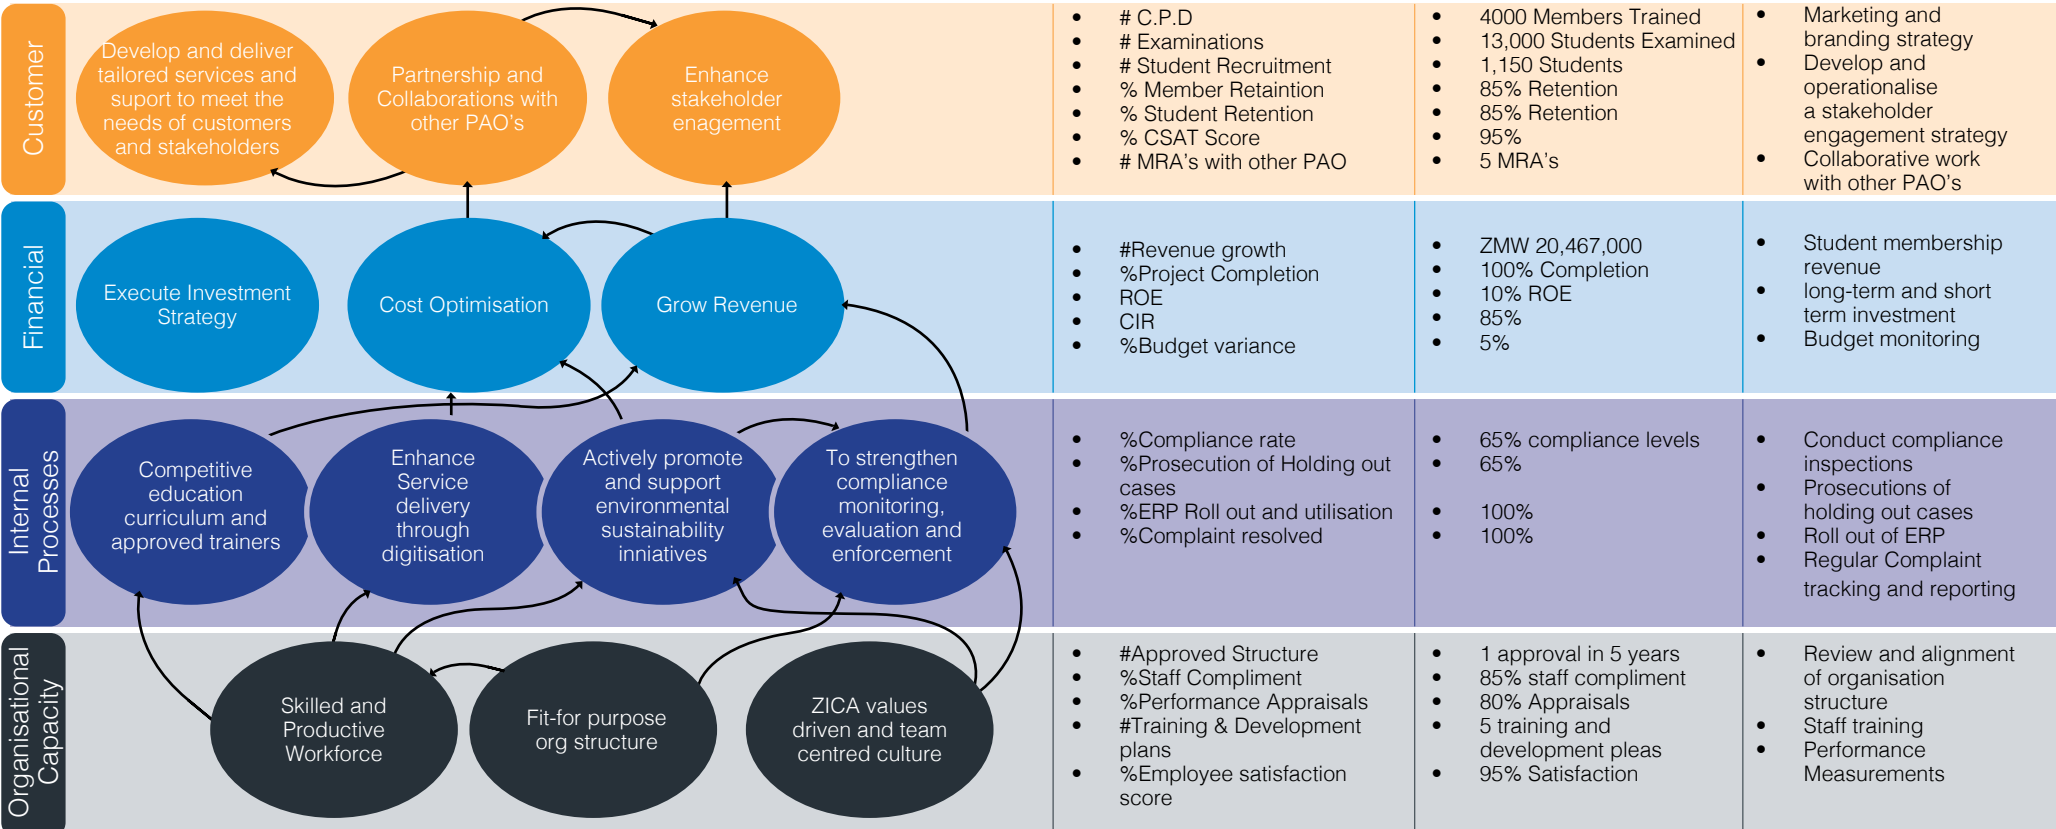 Customer
Develop and deliver
tailored services and
suport to meet the
needs of customers
and stakeholders
Partnership and
Collaborations with
other PAO's
Enhance
stakeholder
enagement
• # C.P.D
• # Examinations
• # Student Recruitment
• % Member Retaintion
• % Student Retention
• % CSAT Score
• # MRA's with other PAO
• 4000 Members Trained
• 13,000 Students Examined
• 1,150 Students
• 85% Retention
• 85% Retention
• 95%
• 5 MRA's
• Marketing and
branding strategy
• Develop and
operationalise
a stakeholder
engagement strategy
• Collaborative work
with other PAO's
Financial
Execute Investment
Strategy
Cost Optimisation
Grow Revenue
• #Revenue growth
• %Project Completion
• ROE
• CIR
• %Budget variance
• ZMW 20,467,000
• 100% Completion
• 10% ROE
• 85%
• 5%
• Student membership
revenue
• long-term and short
term investment
• Budget monitoring
Internal
Processes
Competitive
education
curriculum and
approved trainers
Enhance
Service
delivery
through
digitisation
Actively promote
and support
environmental
sustainability
inniatives
To strengthen
compliance
monitoring,
evaluation and
enforcement
• %Compliance rate
• %Prosecution of Holding out
cases
• %ERP Roll out and utilisation
• %Complaint resolved
• 65% compliance levels
• 65%
• 100%
• 100%
• Conduct compliance
inspections
• Prosecutions of
holding out cases
• Roll out of ERP
• Regular Complaint
tracking and reporting
Organisational
Capacity
Skilled and
Productive
Workforce
Fit-for purpose
org structure
ZICA values
driven and team
centred culture
• #Approved Structure
• %Staff Compliment
• %Performance Appraisals
• #Training & Development
plans
• %Employee satisfaction
score
• 1 approval in 5 years
• 85% staff compliment
• 80% Appraisals
• 5 training and
development pleas
• 95% Satisfaction
• Review and alignment
of organisation
structure
• Staff training
• Performance
Measurements